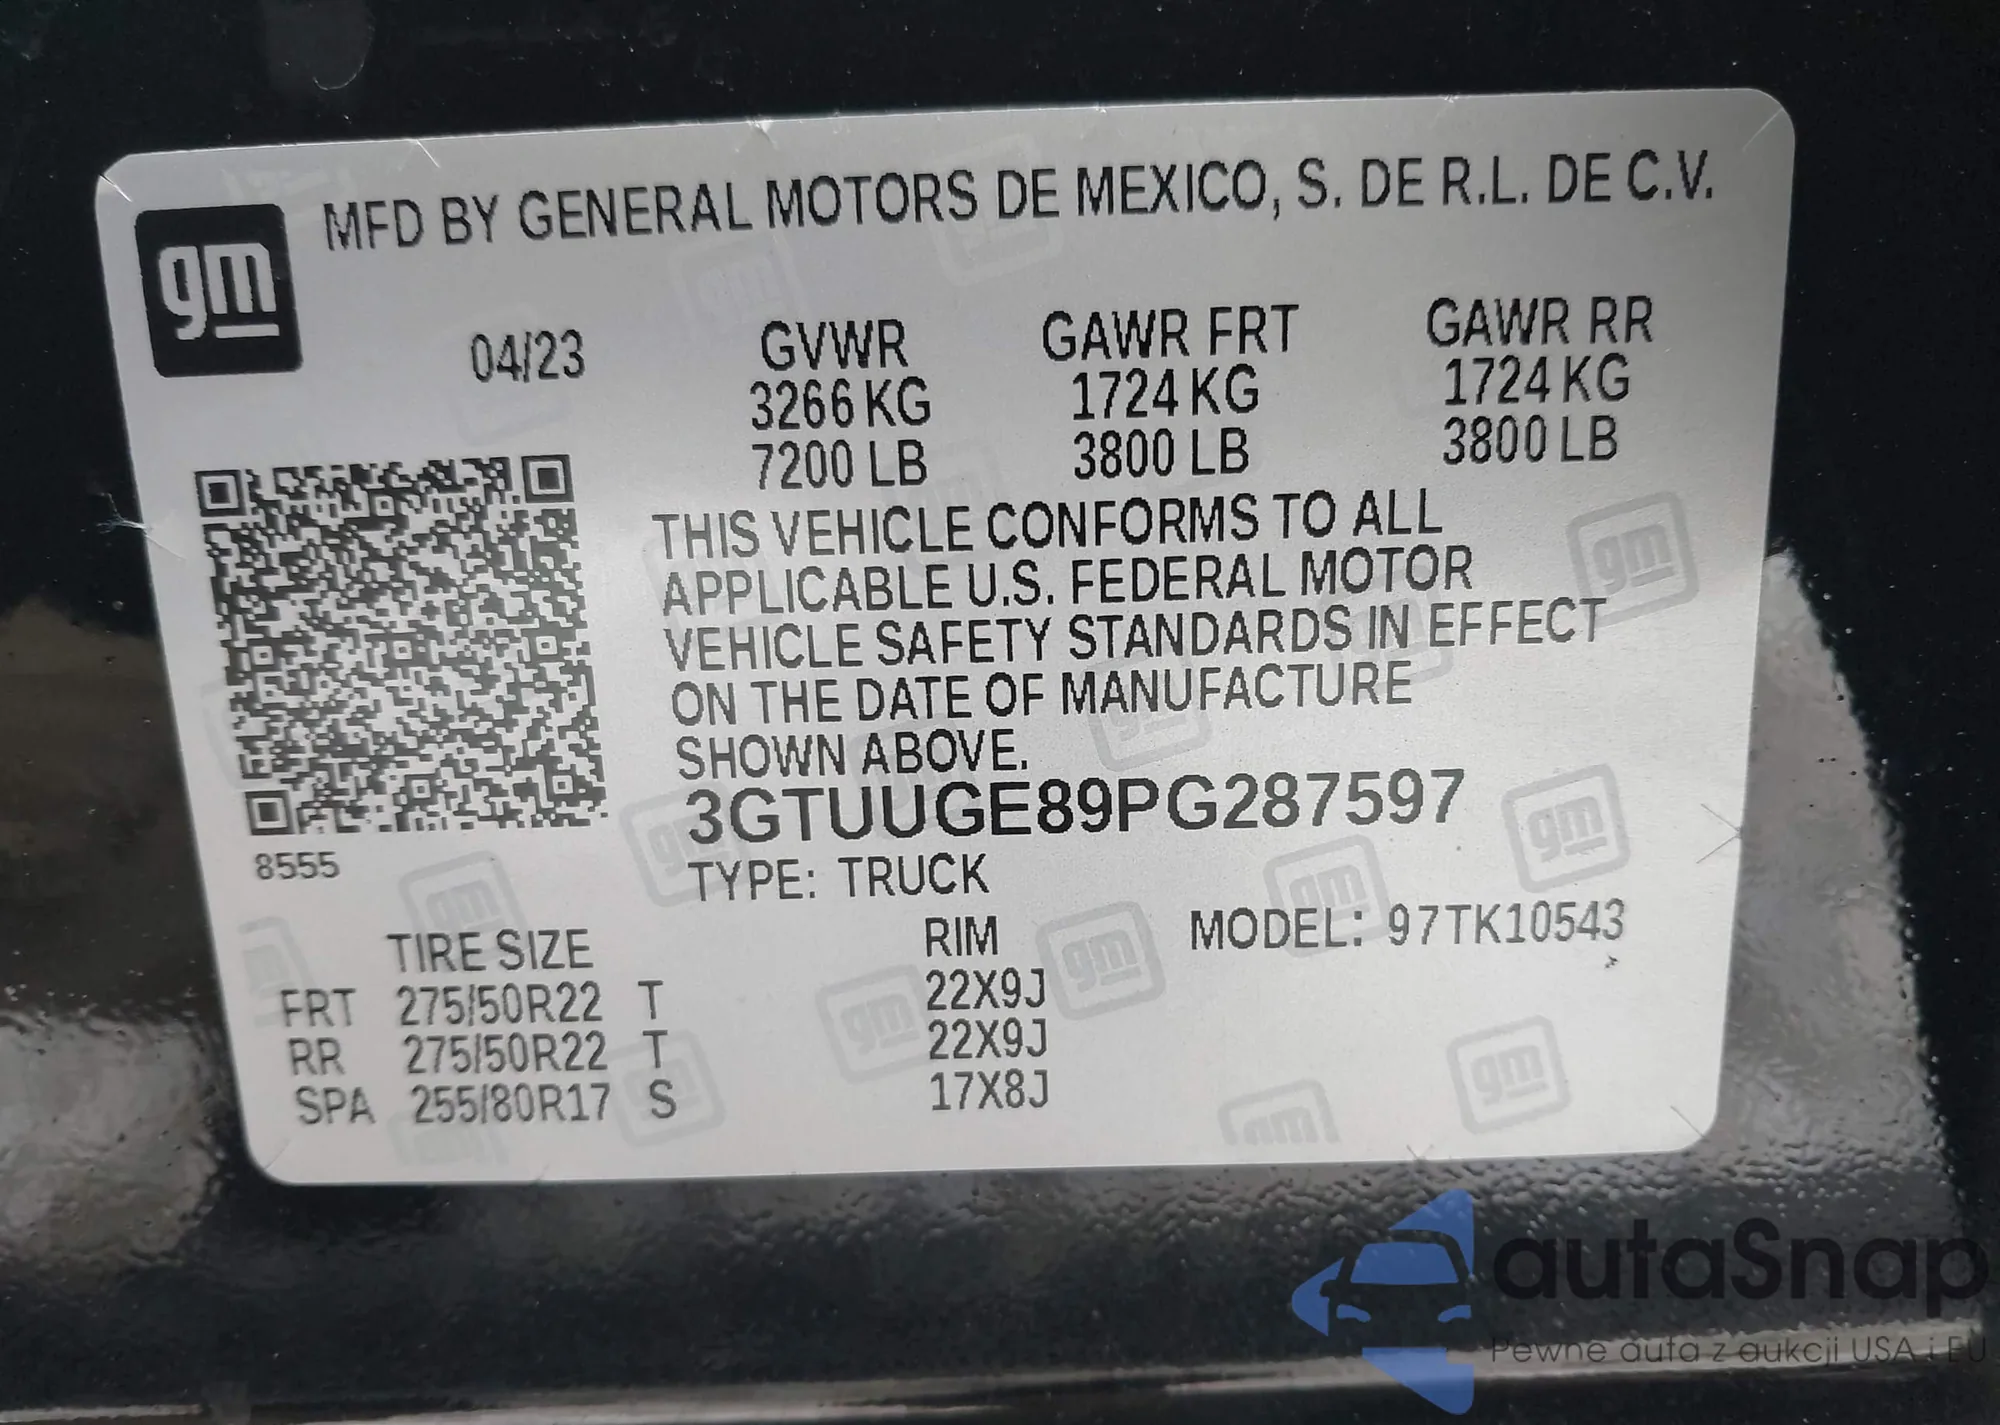 gm
MFD BY GENERAL MOTORS DE MEXICO, S. DE R.L. DE C.V.
04/23
GVWR GAWR FRT GAWR RR
3266 KG 1724 KG 1724 KG
7200 LB 3800 LB 3800 LB
THIS VEHICLE CONFORMS TO ALL
APPLICABLE U.S. FEDERAL MOTOR
VEHICLE SAFETY STANDARDS IN EFFECT
ON THE DATE OF MANUFACTURE
SHOWN ABOVE.
3GTUUGE89PG287597
8555
TYPE: TRUCK
TIRE SIZE RIM MODEL: 97TK10543
FRT 275/50R22 T 22X9J
RR 275/50R22 T 22X9J
SPA 255/80R17 S 17X8J
autaSnap
Pewne auta z aukcji USA i EU